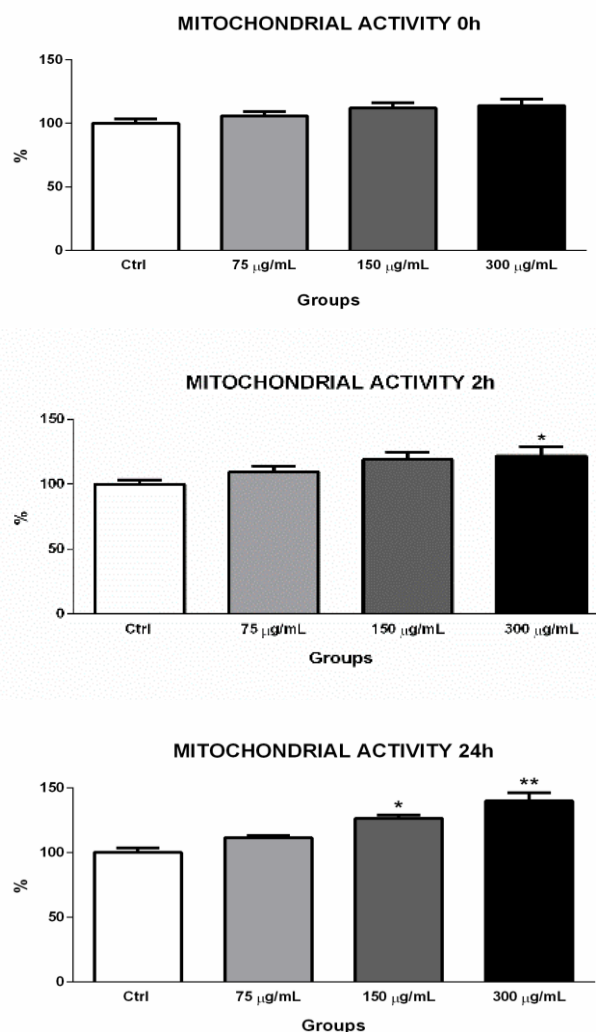 MITOCHONDRIAL ACTIVITY 0h
150
100
50
0
%
Ctrl 75 μg/mL 150 μg/mL 300 μg/mL
Groups
MITOCHONDRIAL ACTIVITY 2h
150
*
100
50
0
%
Ctrl 75 μg/mL 150 μg/mL 300 μg/mL
Groups
MITOCHONDRIAL ACTIVITY 24h
150
* **
100
50
0
%
Ctrl 75 μg/mL 150 μg/mL 300 μg/mL
Groups